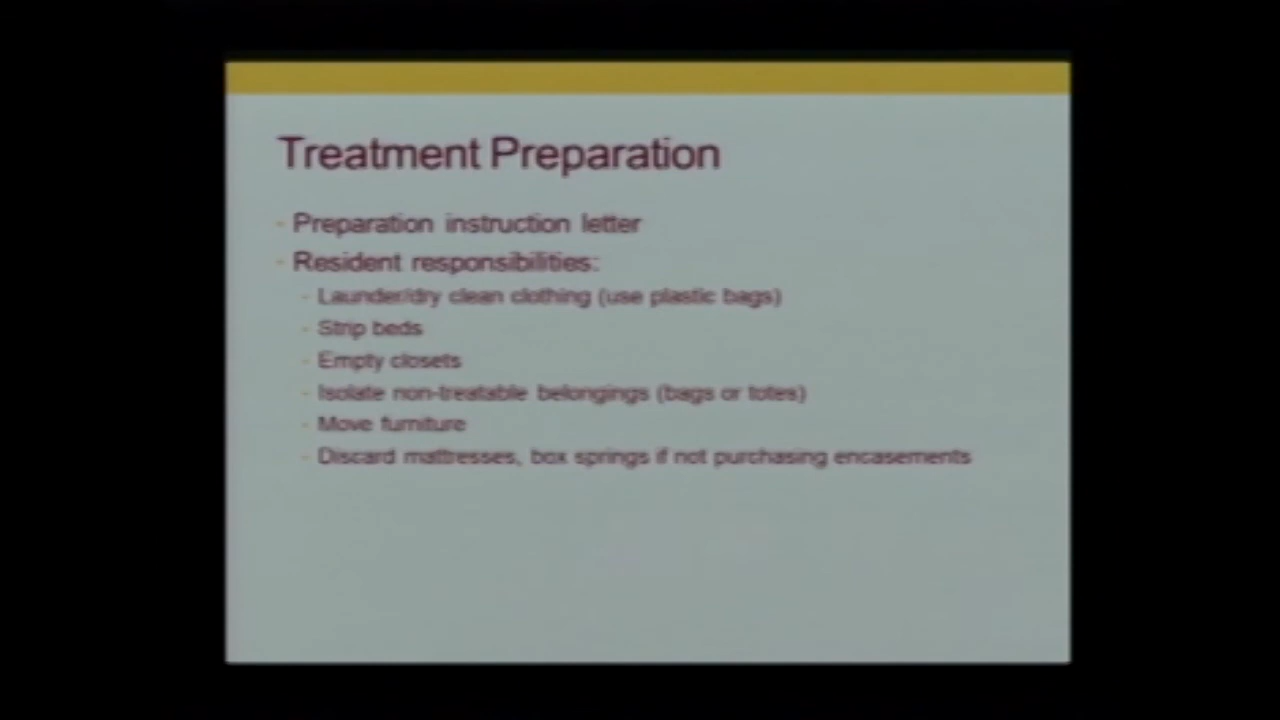 Treatment Preparation
- Preparation instruction letter
- Resident responsibilities:
- Launder/dry clean clothing (use plastic bags)
- Strip beds
- Empty closets
- Isolate non-treatable belongings (bags or totes)
- Move furniture
- Discard mattresses, box springs if not purchasing encasements